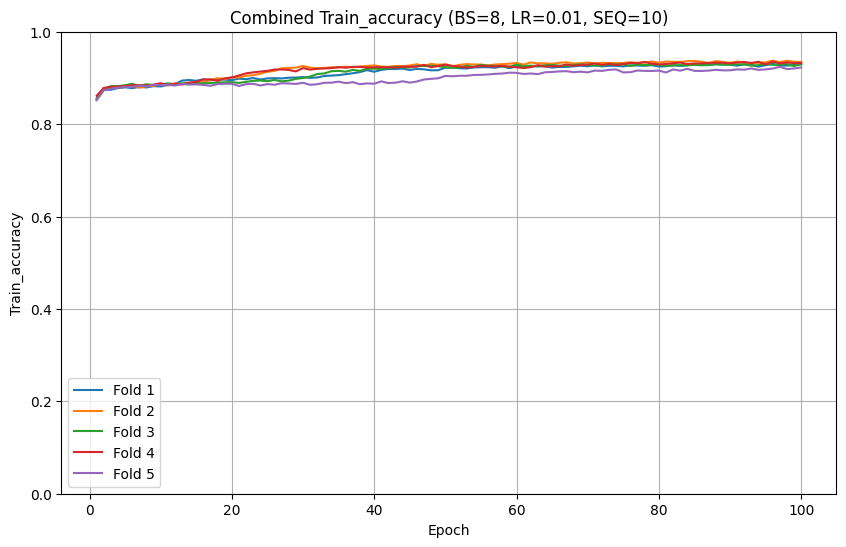 Combined Train_accuracy (BS=8, LR=0.01, SEQ=10)
Train_accuracy
1.0
0.8
0.6
0.4
0.2
0.0
Fold 1
Fold 2
Fold 3
Fold 4
Fold 5
0 20 40 60 80 100
Epoch